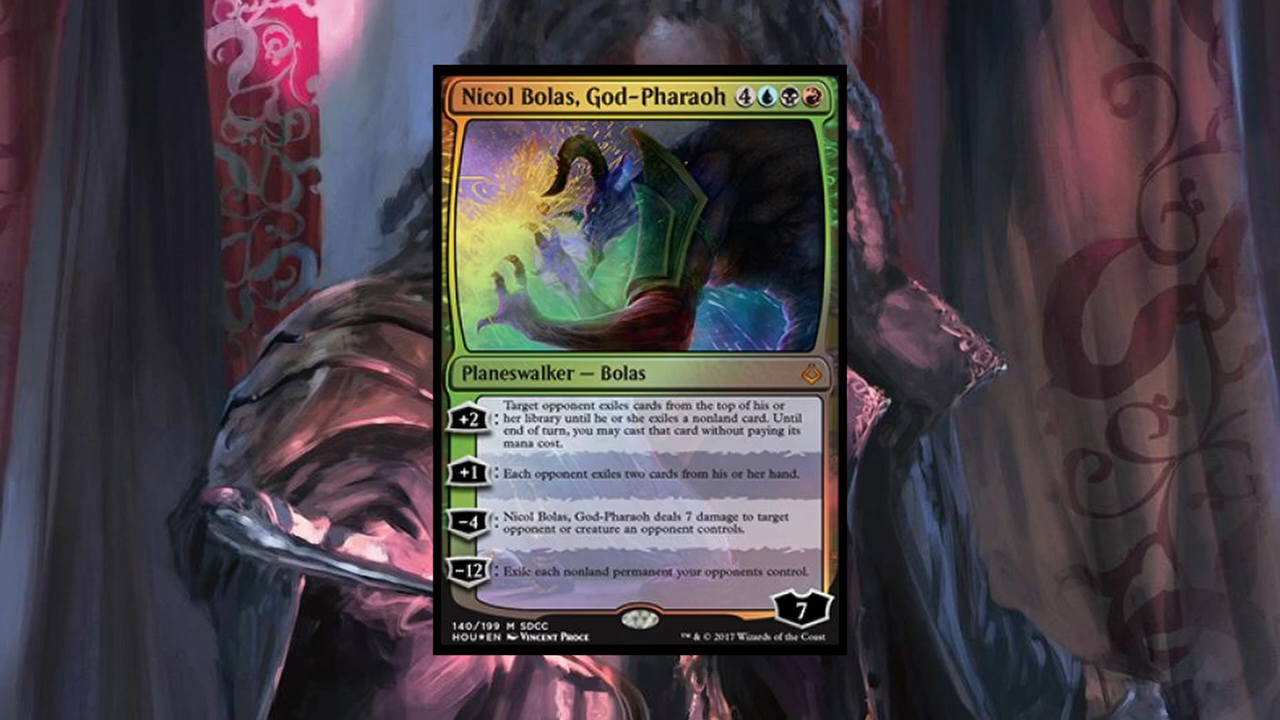 Nicol Bolas, God-Pharaoh 4
Planeswalker — Bolas
+2 : Target opponent exiles cards from the top of his or
her library until he or she exiles a nonland card. Until
end of turn, you may cast that card without paying its
mana cost.
+1 : Each opponent exiles two cards from his or her hand.
-4 : Nicol Bolas, God-Pharaoh deals 7 damage to target
opponent or creature an opponent controls.
-12 : Exile each nonland permanent your opponents control.
7
140/199 M SDCC
HOU★EN Vincent Proce
™ & © 2017 Wizards of the Coast